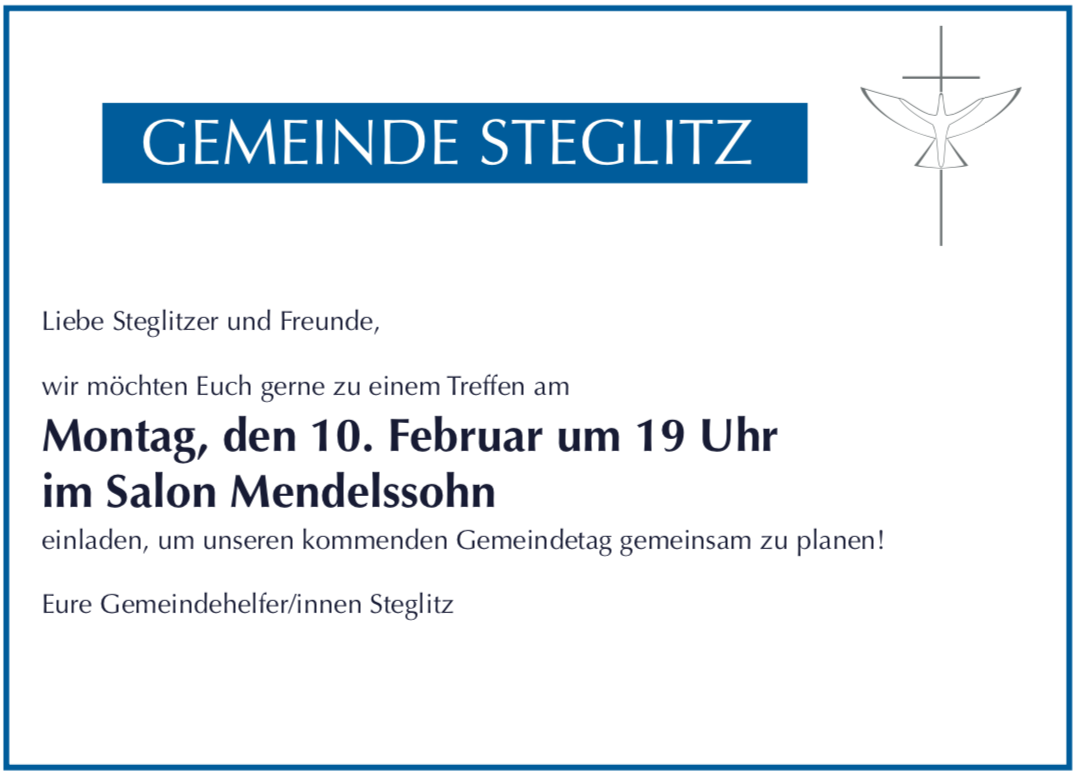 GEMEINDE STEGLITZ
Liebe Steglitzer und Freunde,
wir möchten Euch gerne zu einem Treffen am
Montag, den 10. Februar um 19 Uhr
im Salon Mendelssohn
einladen, um unseren kommenden Gemeindetag gemeinsam zu planen!
Eure Gemeindehelfer/innen Steglitz